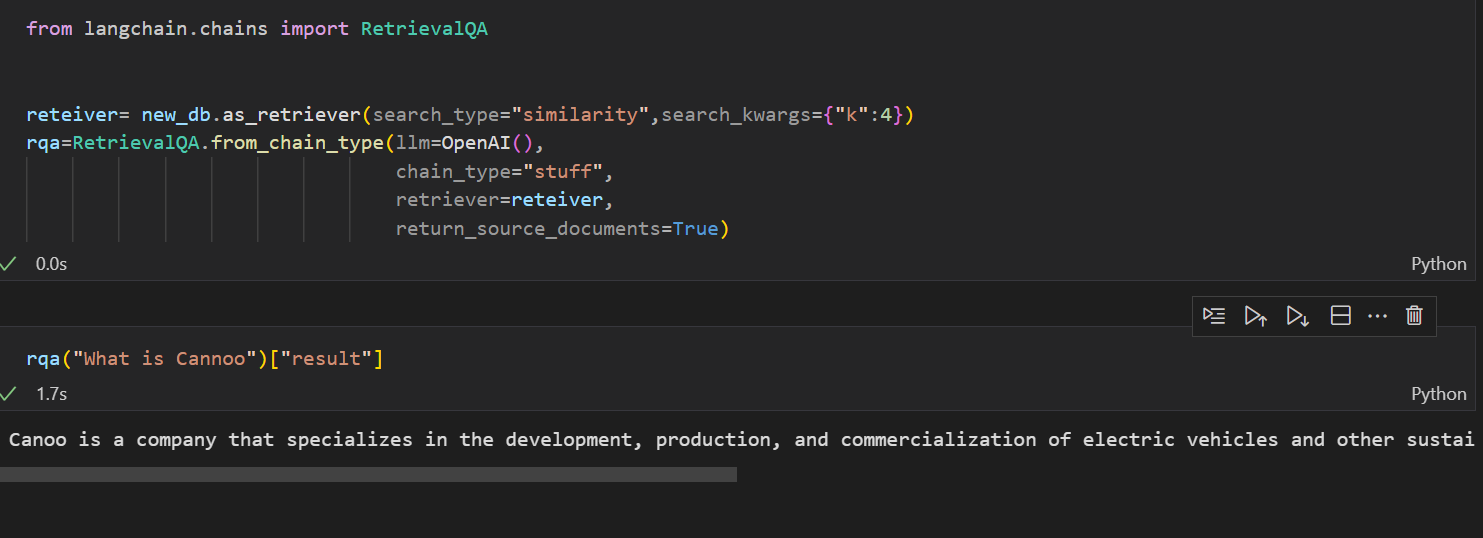 from langchain.chains import RetrievalQA
reteiver= new_db.as_retriever(search_type="similarity",search_kwargs={"k":4})
rqa=RetrievalQA.from_chain_type(llm=OpenAI(),
chain_type="stuff",
retriever=reteiver,
return_source_documents=True)
0.0s Python
rqa("What is Cannoo")["result"]
1.7s Python
Canoo is a company that specializes in the development, production, and commercialization of electric vehicles and other sustai